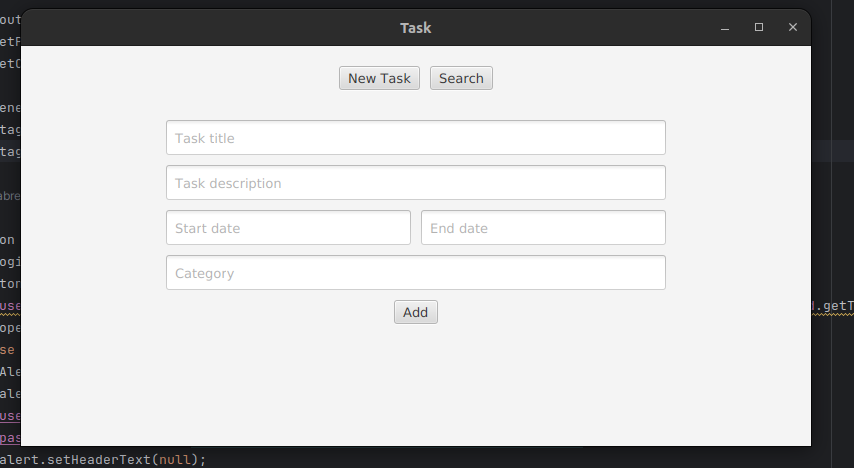 out
Task
etF
etC
New Task Search
ene
tag
Task title
tag
Task description
abre
Start date End date
on
ogi
Category
ton
use
l.getT
Add
ope
se
Ale
ale
use
pas
alert.setHeaderText(null);